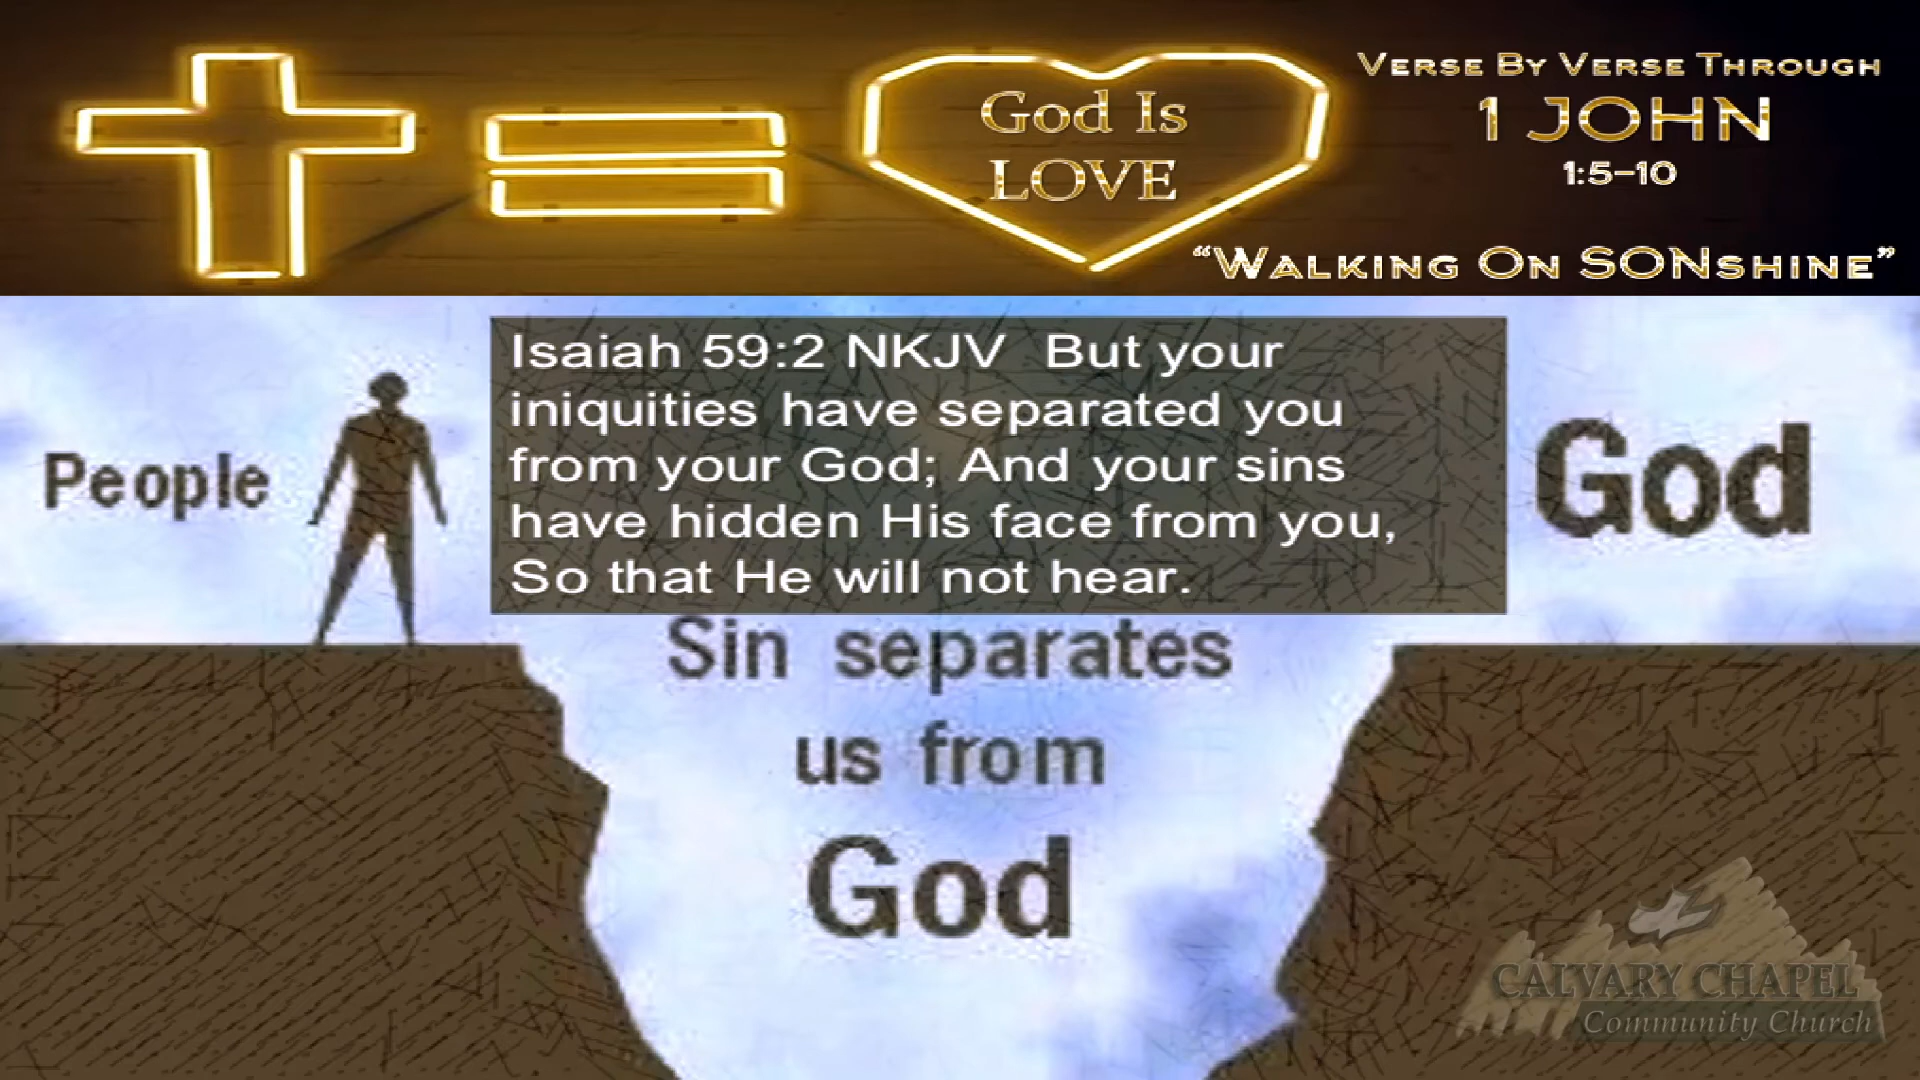 God Is
LOVE
VERSE BY VERSE THROUGH
1 JOHN
1:5-10
“WALKING ON SONSHINE”
People
Isaiah 59:2 NKJV  But your
iniquities have separated you
from your God; And your sins
have hidden His face from you,
So that He will not hear.
God
Sin separates
us from
God
CALVARY CHAPEL
Community Church